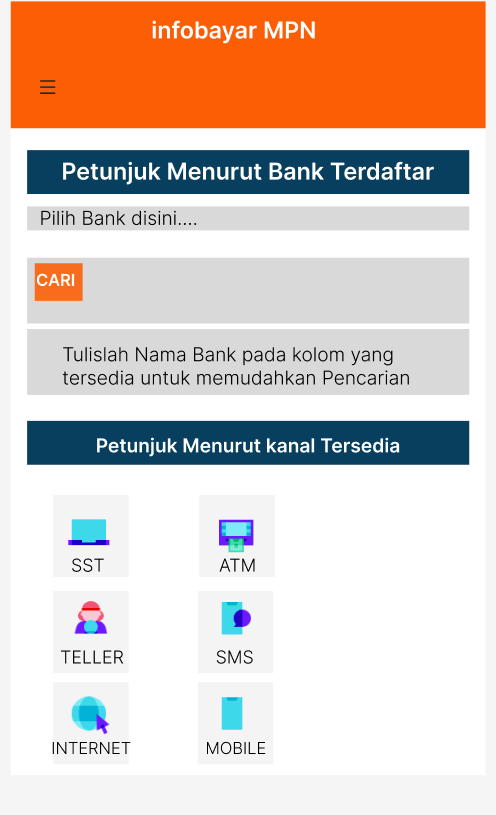 infobayar MPN
Petunjuk Menurut Bank Terdaftar
Pilih Bank disini....
CARI
Tulislah Nama Bank pada kolom yang
tersedia untuk memudahkan Pencarian
Petunjuk Menurut kanal Tersedia
SST
ATM
TELLER
SMS
INTERNET
MOBILE